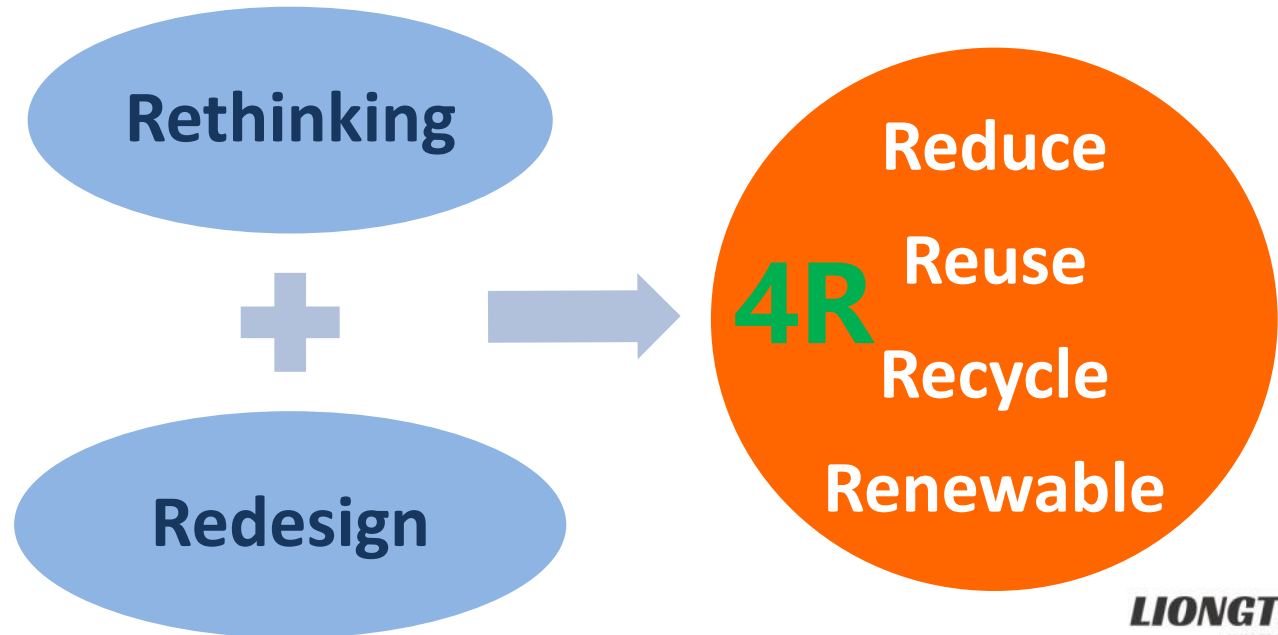 Rethinking
Redesign
4R
Reduce
Reuse
Recycle
Renewable
LIONGT